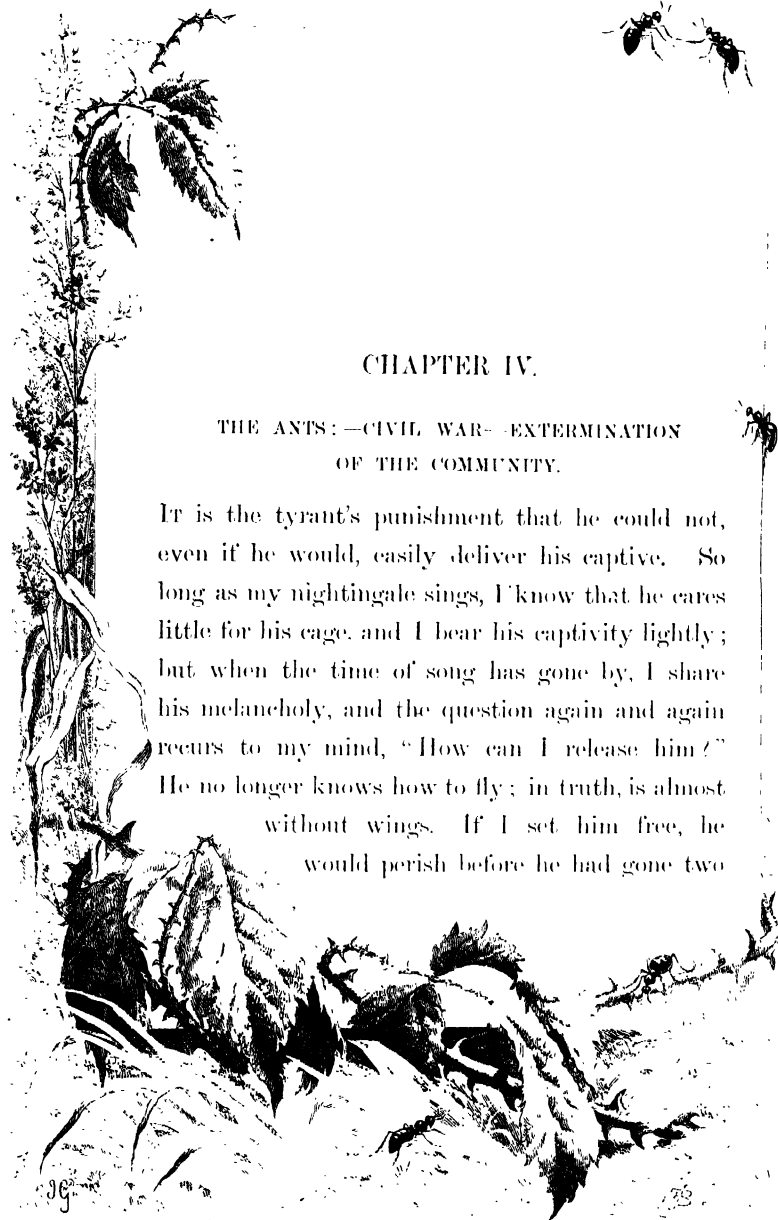 CHAPTER IV.
THE ANTS:—CIVIL WAR—EXTERMINATION
OF THE COMMUNITY.
IT is the tyrant's punishment that he could not,
even if he would, easily deliver his captive. So
long as my nightingale sings, I know that he cares
little for his cage, and I bear his captivity lightly;
but when the time of song has gone by, I share
his melancholy, and the question again and again
recurs to my mind, "How can I release him?"
He no longer knows how to fly; in truth, is almost
without wings. If I set him free, he
would perish before he had gone two